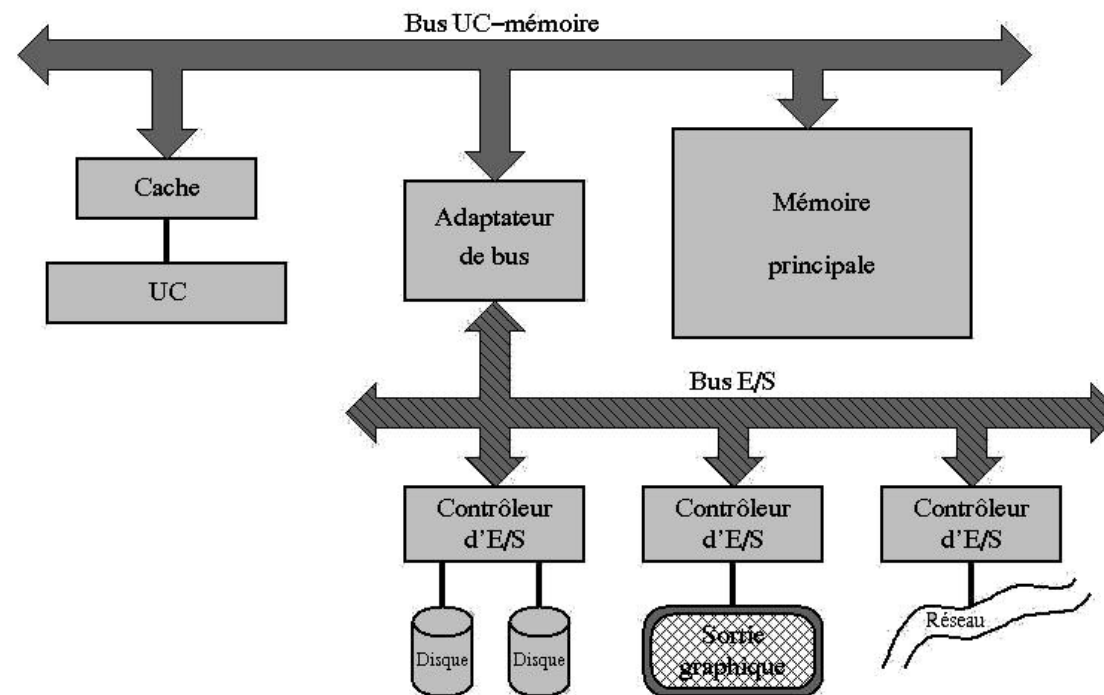 Bus UC-mémoire
Cache
UC
Adaptateur
de bus
Mémoire
principale
Bus E/S
Contrôleur
d'E/S
Contrôleur
d'E/S
Contrôleur
d'E/S
Disque
Disque
Sortie
graphique
Réseau